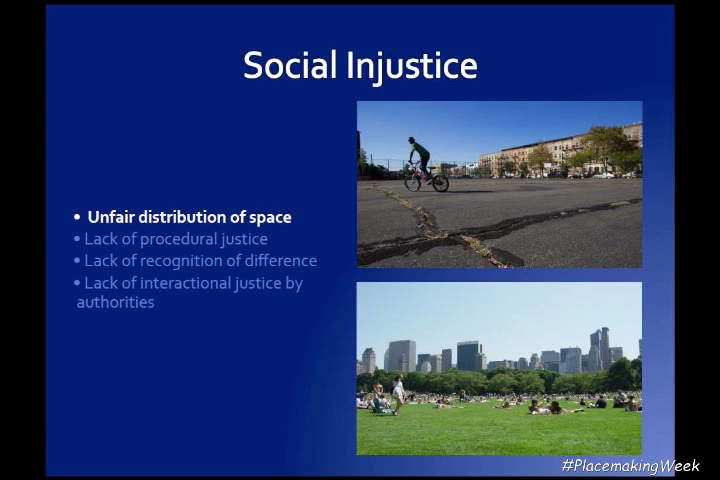 Social Injustice
• Unfair distribution of space
• Lack of procedural justice
• Lack of recognition of difference
• Lack of interactional justice by
authorities
#PlacemakingWeek